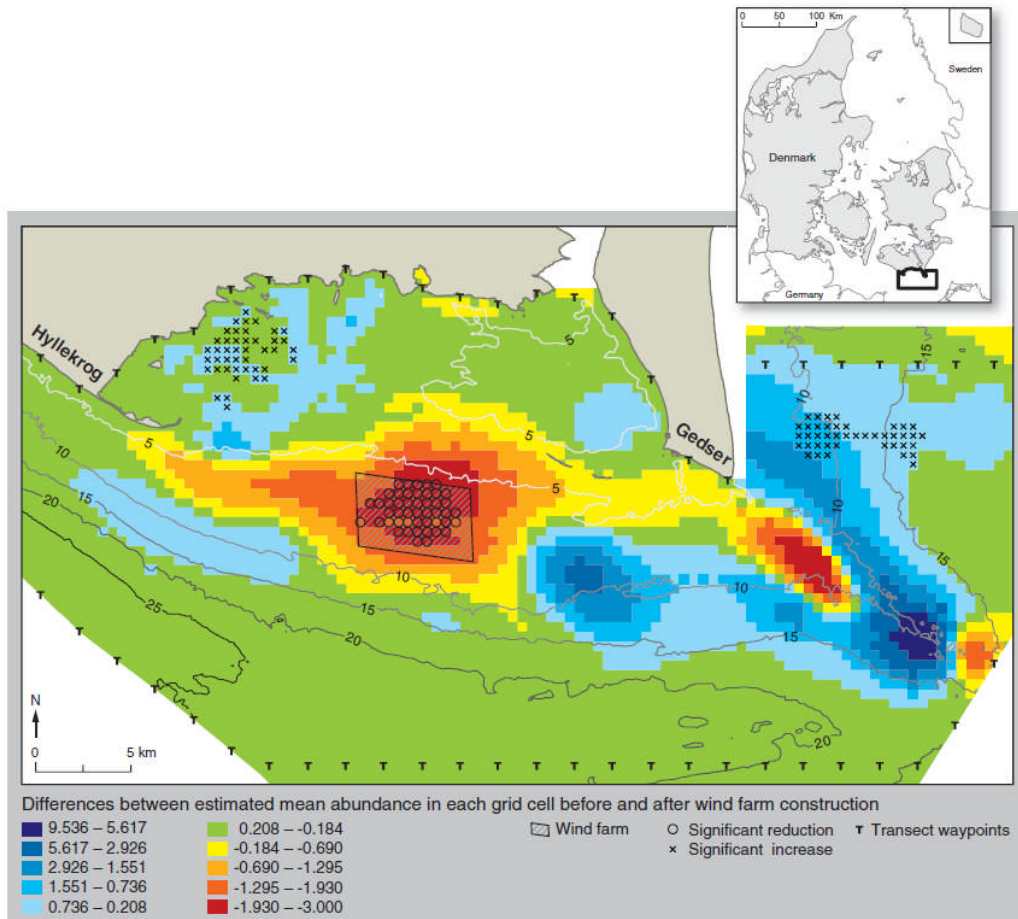 0 50 100 Km
Sweden
Denmark
Germany
Hyllekrog
Gedser
5
5
5
5
10
15
20
25
10
15
20
10
15
10
15
15
20
N
0 5 km
Differences between estimated mean abundance in each grid cell before and after wind farm construction
9.536 – 5.617
5.617 – 2.926
2.926 – 1.551
1.551 – 0.736
0.736 – 0.208
0.208 – -0.184
-0.184 – -0.690
-0.690 – -1.295
-1.295 – -1.930
-1.930 – -3.000
Wind farm
Significant reduction
Significant increase
Transect waypoints